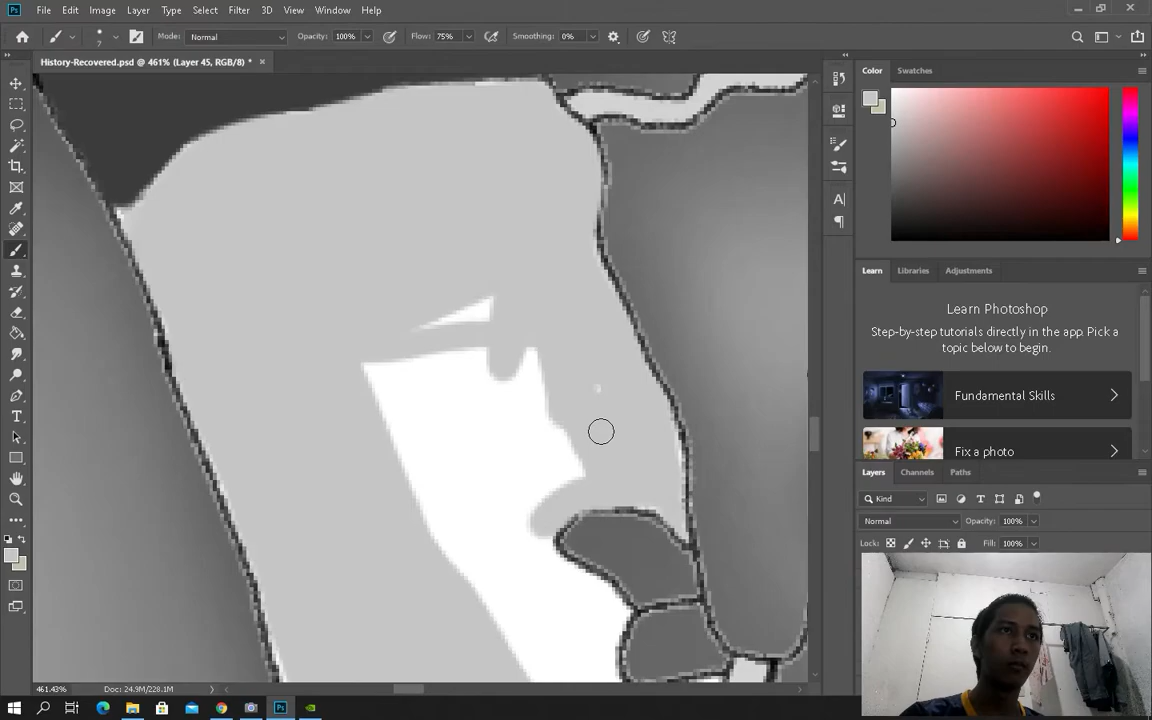 Ps File Edit Image Layer Type Select Filter 3D View Window Help
7 Mode: Normal Opacity: 100% Flow: 75% Smoothing: 0%
History-Recovered.psd @ 461% (Layer 45, RGB/8) *
Color Swatches
Learn Libraries Adjustments
Learn Photoshop
Step-by-step tutorials directly in the app. Pick a
topic below to begin.
Fundamental Skills
Fix a photo
Layers Channels Paths
Kind
Normal Opacity: 100%
Lock: Fill: 100%
461.43% Doc: 24.9M/228.1M
Ps